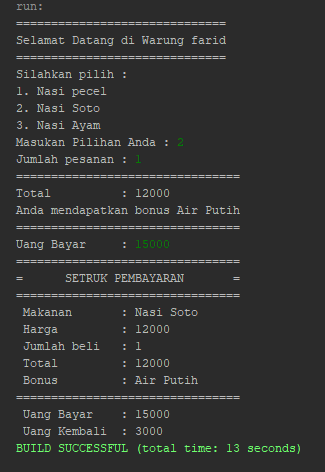 run:
==============================
Selamat Datang di Warung farid
==============================
Silahkan pilih :
1. Nasi pecel
2. Nasi Soto
3. Nasi Ayam
Masukan Pilihan Anda : 2
Jumlah pesanan : 1
================================
Total          : 12000
Anda mendapatkan bonus Air Putih
================================
Uang Bayar     : 15000
================================
=      SETRUK PEMBAYARAN       =
================================
 Makanan       : Nasi Soto
 Harga         : 12000
 Jumlah beli   : 1
 Total         : 12000
 Bonus         : Air Putih
================================
 Uang Bayar    : 15000
 Uang Kembali  : 3000
BUILD SUCCESSFUL (total time: 13 seconds)